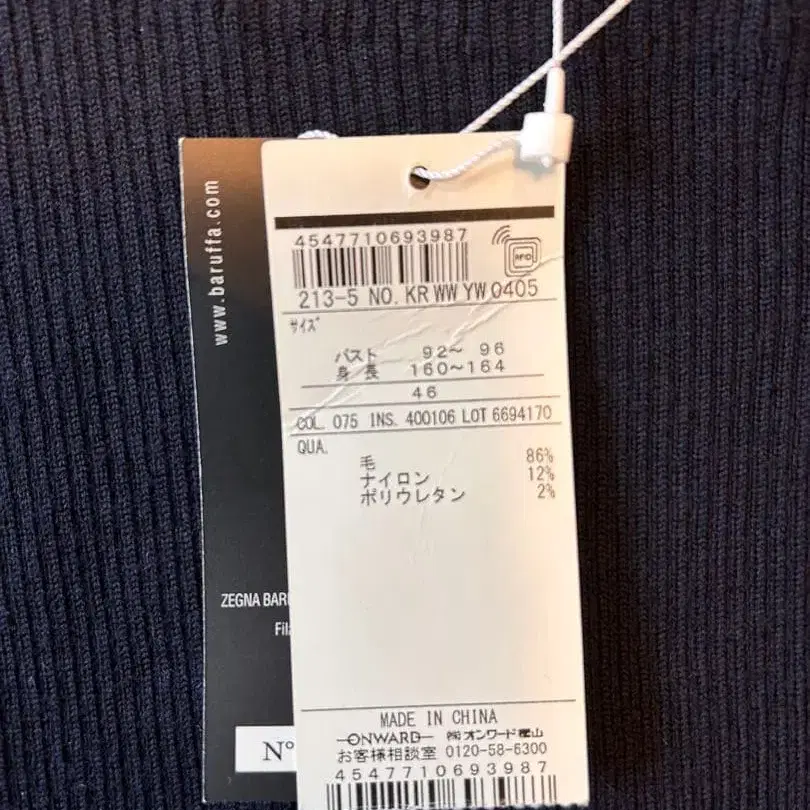 www.baruffa.com
ZEGNA
N°
4547710693987
RFID
213-5 NO. KR WW YW 0405
サイズ
バスト 92～ 96
身 長 160～164
46
COL. 075 INS. 400106 LOT 6694170
QUA.
毛 86%
ナイロン 12%
ポリウレタン 2%
MADE IN CHINA
ONWARD ㈱オンワード樫山
お客様相談室 0120-58-6300
4547710693987